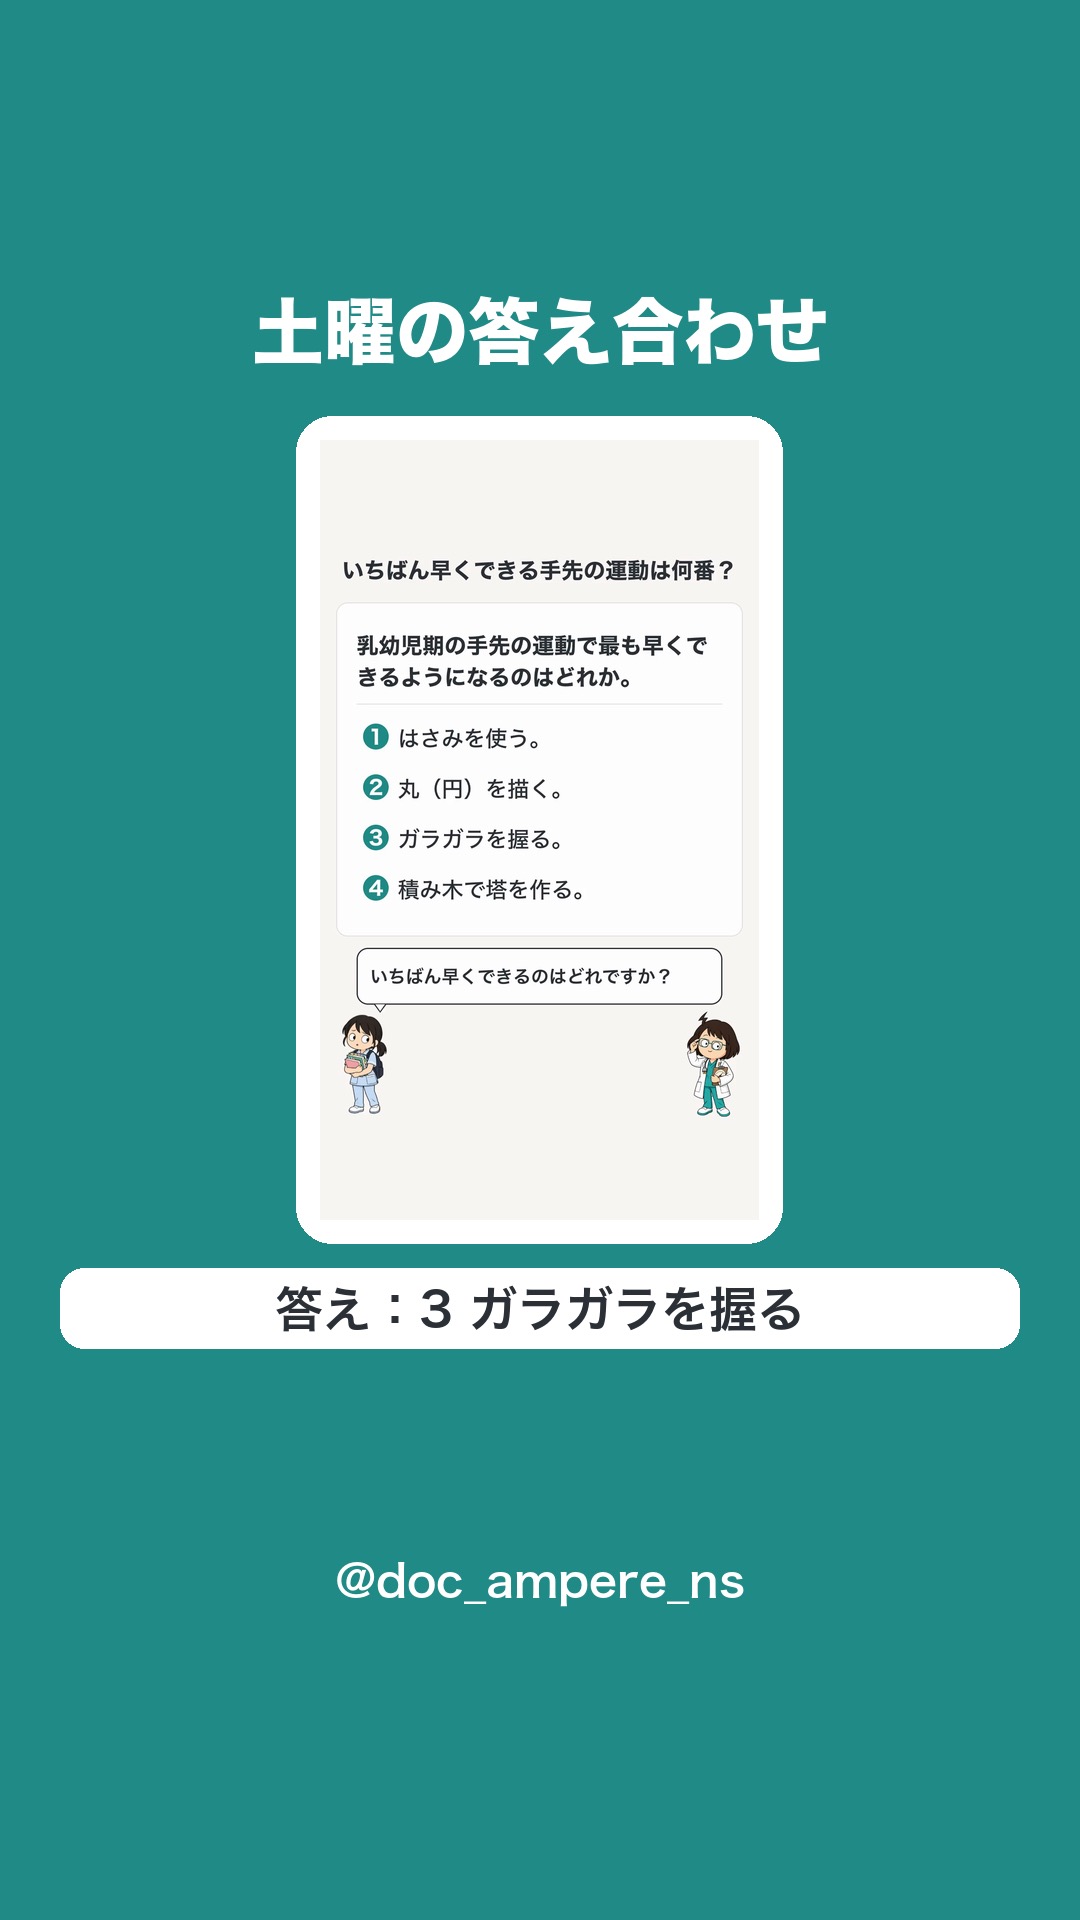 土曜の答え合わせ
いちばん早くできる手先の運動は何番？
乳幼児期の手先の運動で最も早くで
きるようになるのはどれか。
1 はさみを使う。
2 丸（円）を描く。
3 ガラガラを握る。
4 積み木で塔を作る。
いちばん早くできるのはどれですか？
答え：3 ガラガラを握る
@doc_ampere_ns